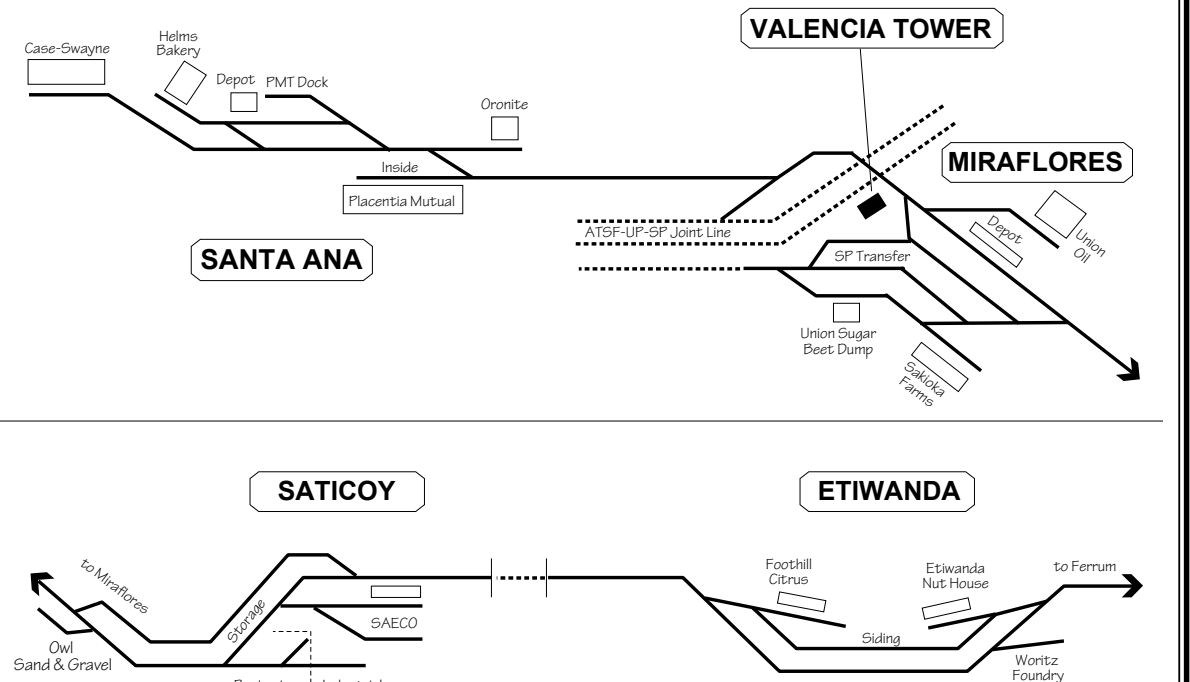 VALENCIA TOWER
Case-Swayne
Helms
Bakery
Depot
PMT Dock
Oronite
Inside
Placentia Mutual
SANTA ANA
MIRAFLORES
ATSF-UP-SP Joint Line
SP Transfer
Depot
Union
Oil
Union Sugar
Beet Dump
Sakioka
Farms
SATICOY
ETIWANDA
to Miraflores
Storage
SAECO
Owl
Sand & Gravel
Foothill
Citrus
Etiwanda
Nut House
to Ferrum
Siding
Woritz
Foundry